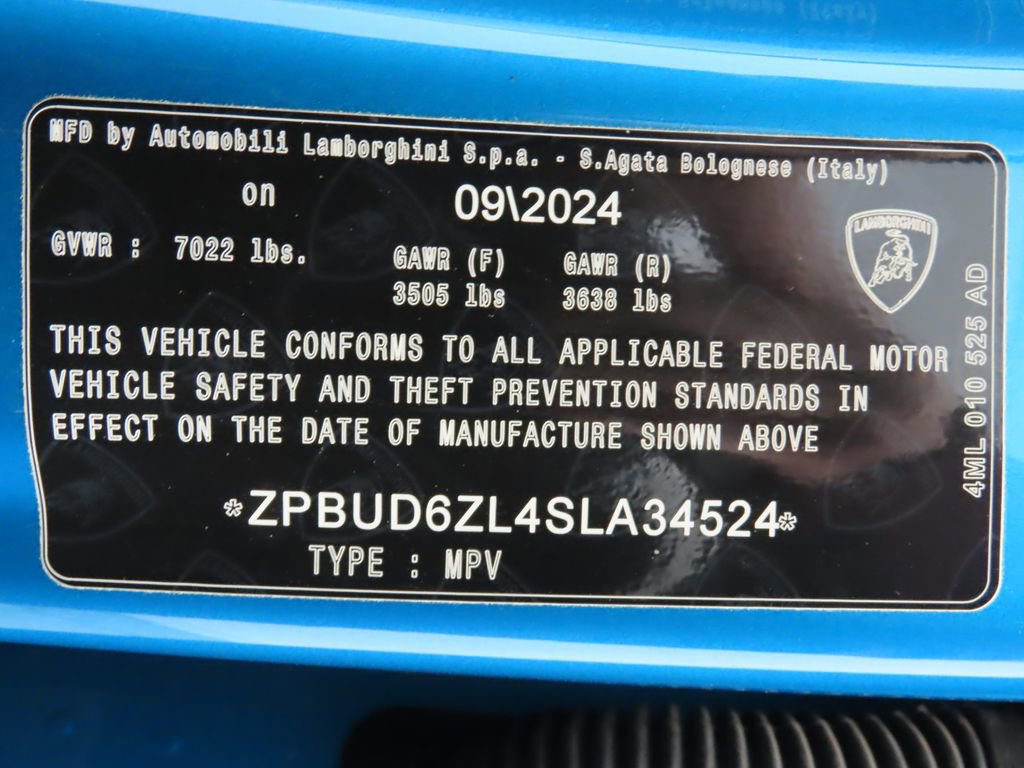 MFD by Automobili Lamborghini S.p.a. - S.Agata Bolognese (Italy)
on 09\2024
GVWR : 7022 lbs. GAWR (F) GAWR (R)
3505 lbs 3638 lbs
LAMBORGHINI
THIS VEHICLE CONFORMS TO ALL APPLICABLE FEDERAL MOTOR
VEHICLE SAFETY AND THEFT PREVENTION STANDARDS IN
EFFECT ON THE DATE OF MANUFACTURE SHOWN ABOVE
*ZPBUD6ZL4SLA34524*
TYPE : MPV
4ML 010 525 AD